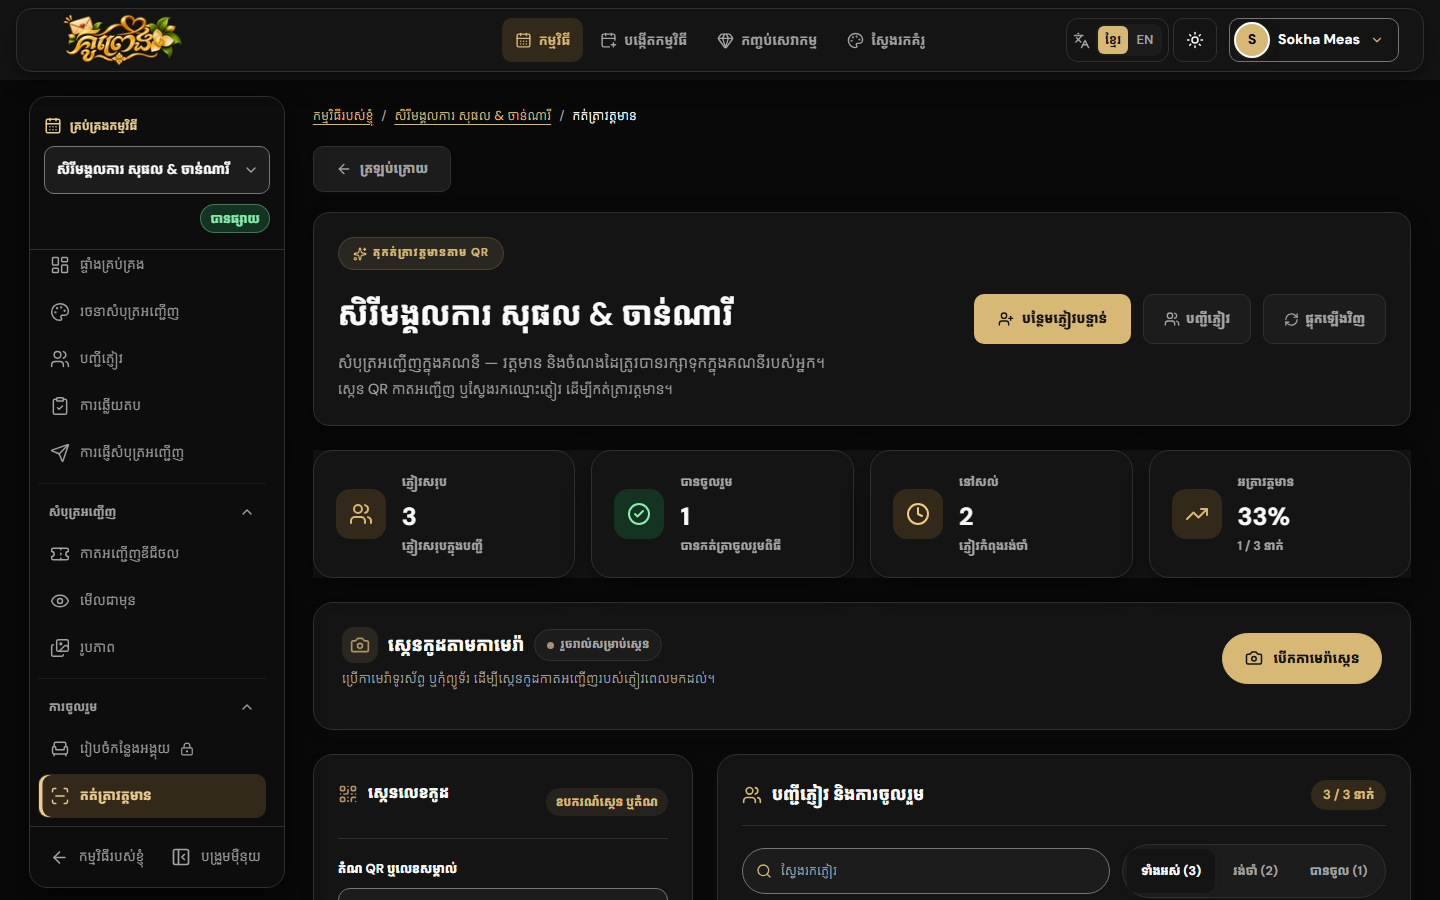 គូព្រេង
កម្មវិធី
បង្កើតកម្មវិធី
កញ្ចប់សេវាកម្ម
ស្វែងរកគំរូ
ខ្មែរ
EN
S
Sokha Meas
គ្រប់គ្រងកម្មវិធី
សិរីមង្គលការ សុផល & ចាន់ណារី
បានផ្សាយ
ផ្ទាំងគ្រប់គ្រង
រចនាសំបុត្រអញ្ជើញ
បញ្ជីភ្ញៀវ
ការឆ្លើយតប
ការផ្ញើសំបុត្រអញ្ជើញ
សំបុត្រអញ្ជើញ
កាតអញ្ជើញឌីជីថល
មើលជាមុន
រូបភាព
ការចូលរួម
រៀបចំកន្លែងអង្គុយ
កត់ត្រាវត្តមាន
កម្មវិធីរបស់ខ្ញុំ
បង្រួមម៉ឺនុយ
កម្មវិធីរបស់ខ្ញុំ / សិរីមង្គលការ សុផល & ចាន់ណារី / កត់ត្រាវត្តមាន
ត្រឡប់ក្រោយ
តុកត់ត្រាវត្តមានតាម QR
សិរីមង្គលការ សុផល & ចាន់ណារី
សំបុត្រអញ្ជើញក្នុងគណនី — វត្តមាន និងចំណងដៃត្រូវបានរក្សាទុកក្នុងគណនីរបស់អ្នក។
ស្កេន QR កាតអញ្ជើញ ឬស្វែងរកឈ្មោះភ្ញៀវ ដើម្បីកត់ត្រាវត្តមាន។
បន្ថែមភ្ញៀវបន្ទាន់
បញ្ជីភ្ញៀវ
ផ្ទុកឡើងវិញ
ភ្ញៀវសរុប
3
ភ្ញៀវសរុបក្នុងបញ្ជី
បានចូលរួម
1
បានកត់ត្រាចូលរួមពិធី
នៅសល់
2
ភ្ញៀវកំពុងរង់ចាំ
អត្រាវត្តមាន
33%
1 / 3 នាក់
ស្កេនកូដតាមកាមេរ៉ា
រួចរាល់សម្រាប់ស្កេន
ប្រើកាមេរ៉ាទូរស័ព្ទ ឬកុំព្យូទ័រ ដើម្បីស្កេនកូដកាតអញ្ជើញរបស់ភ្ញៀវពេលមកដល់។
បើកកាមេរ៉ាស្កេន
ស្កេនលេខកូដ
ឧបករណ៍ស្កេន ឬតំណ
តំណ QR ឬលេខសម្គាល់
បញ្ជីភ្ញៀវ និងការចូលរួម
3 / 3 នាក់
ស្វែងរកភ្ញៀវ
ទាំងអស់ (3)
រង់ចាំ (2)
បានចូល (1)